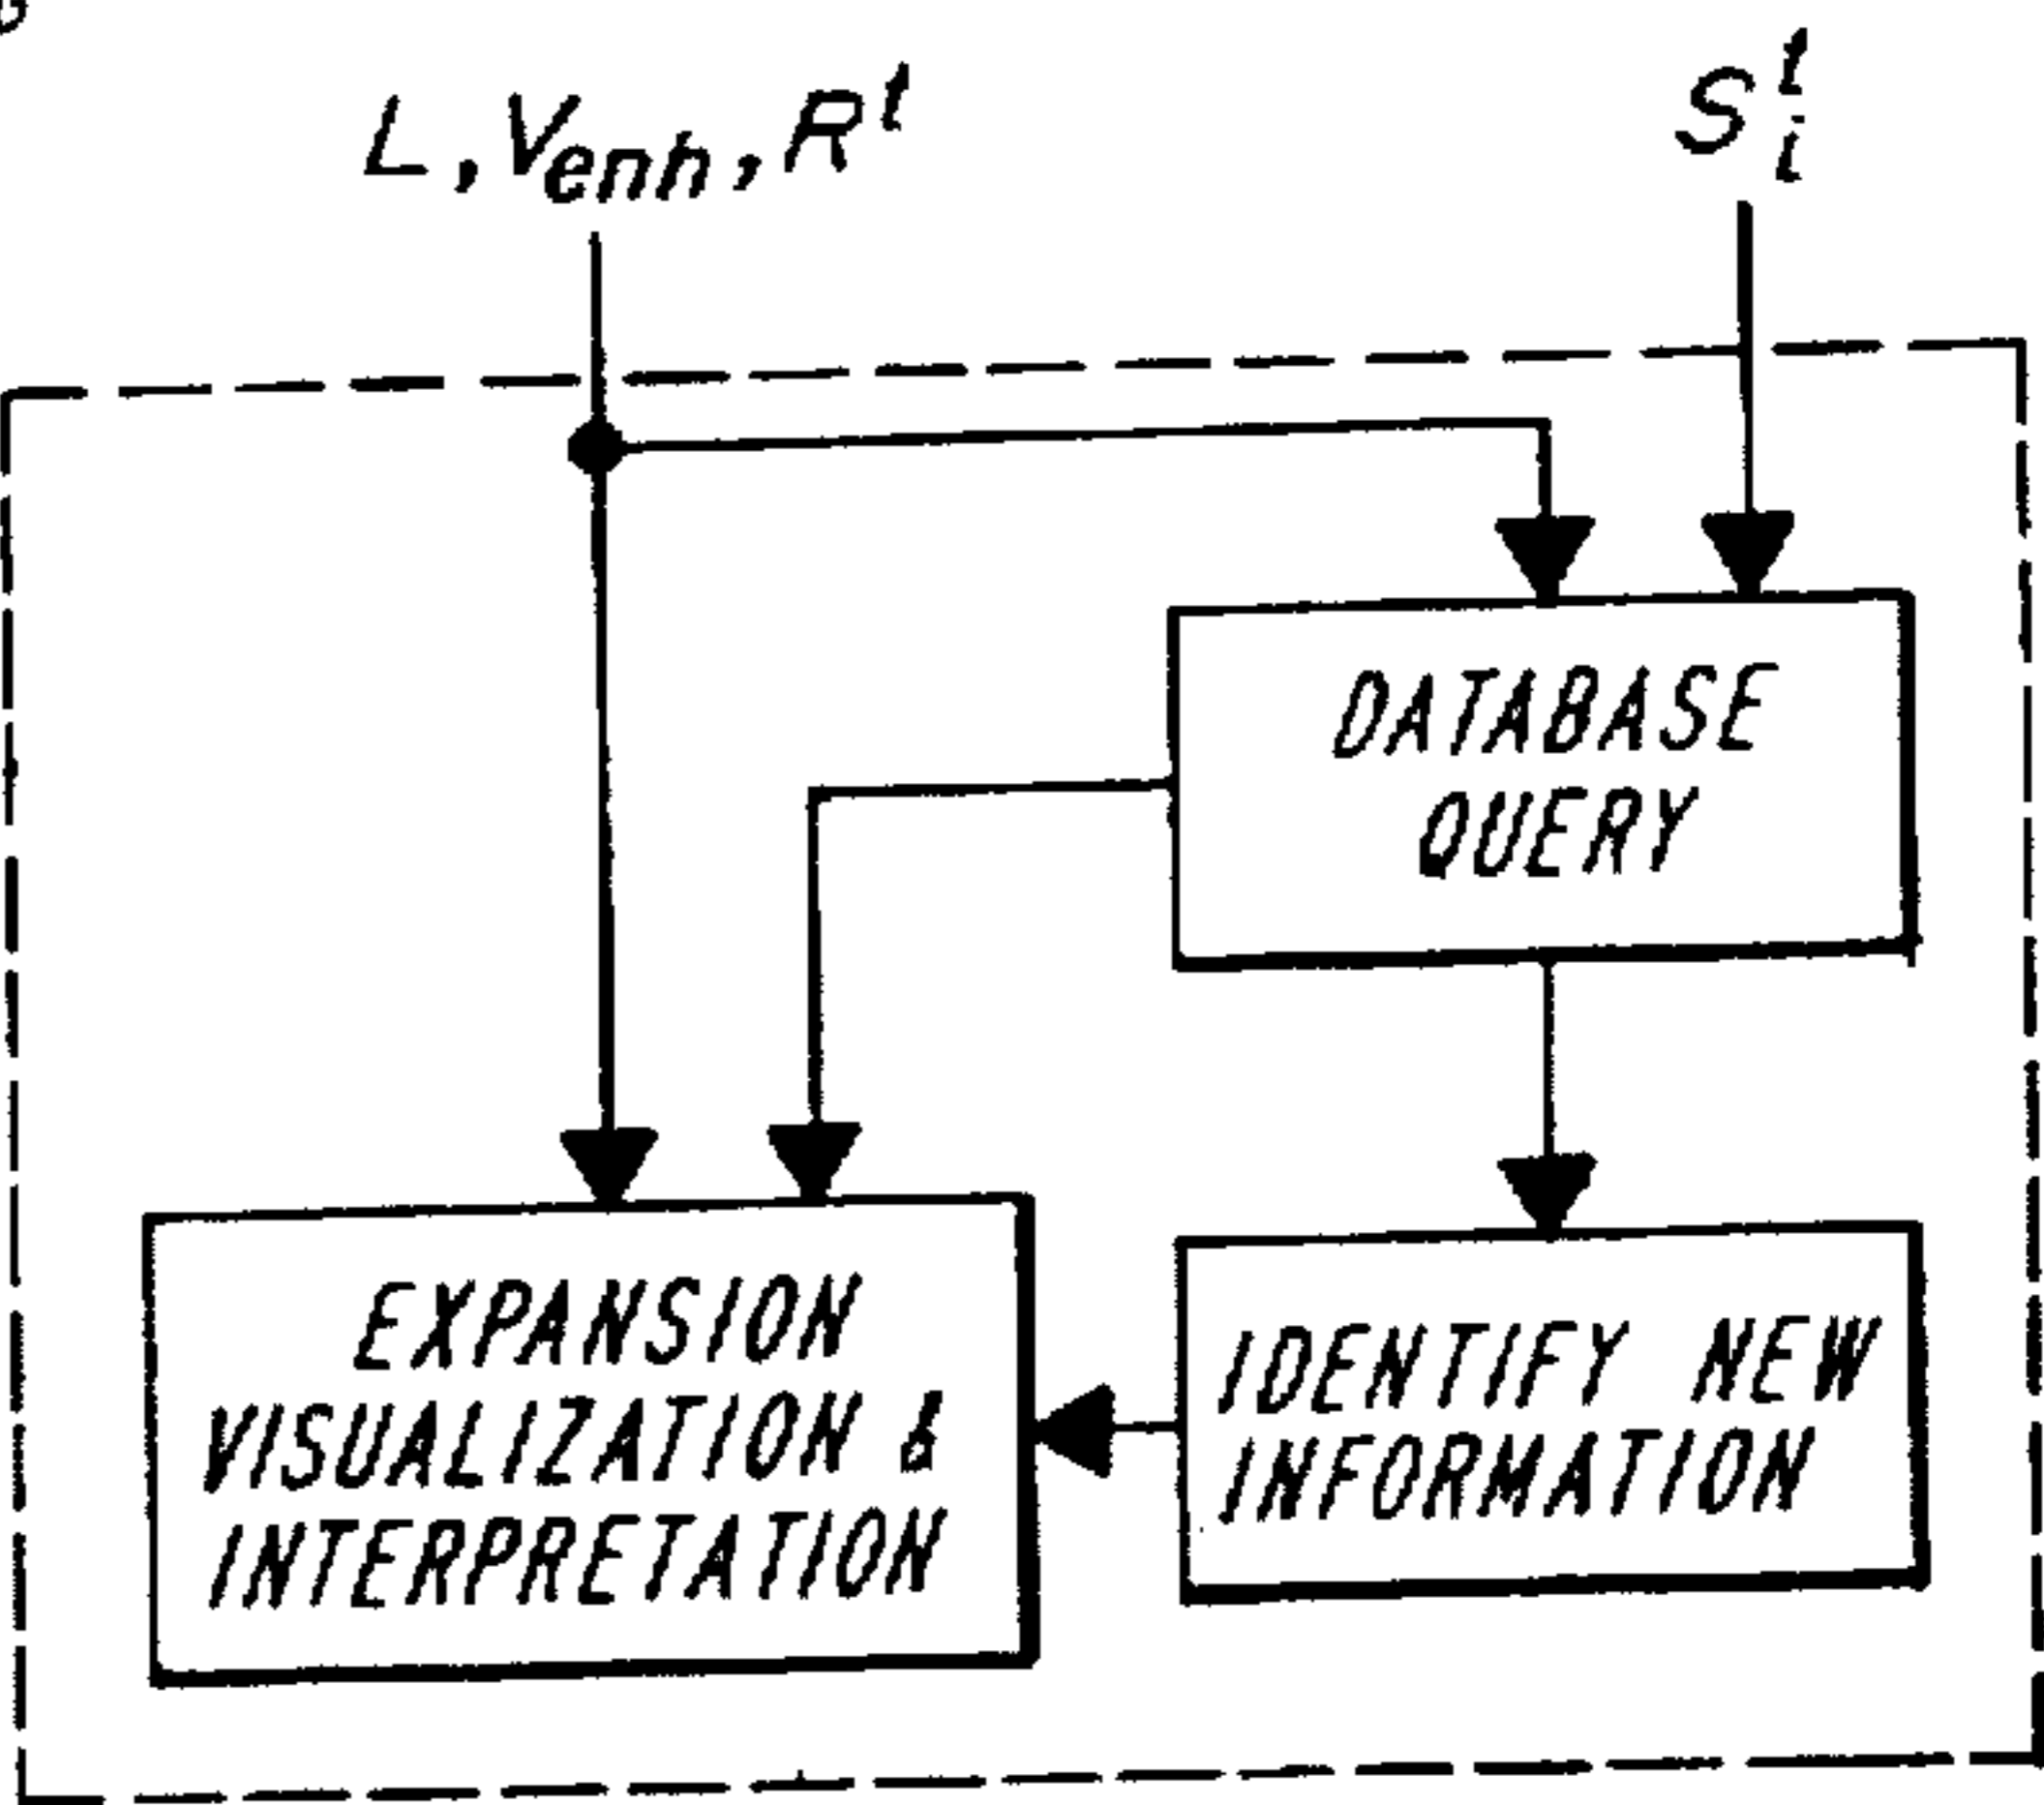 L, V_enh, R^t
S_i^t
DATABASE
QUERY
EXPANSION
VISUALIZATION &
INTERPRETATION
IDENTIFY NEW
INFORMATION